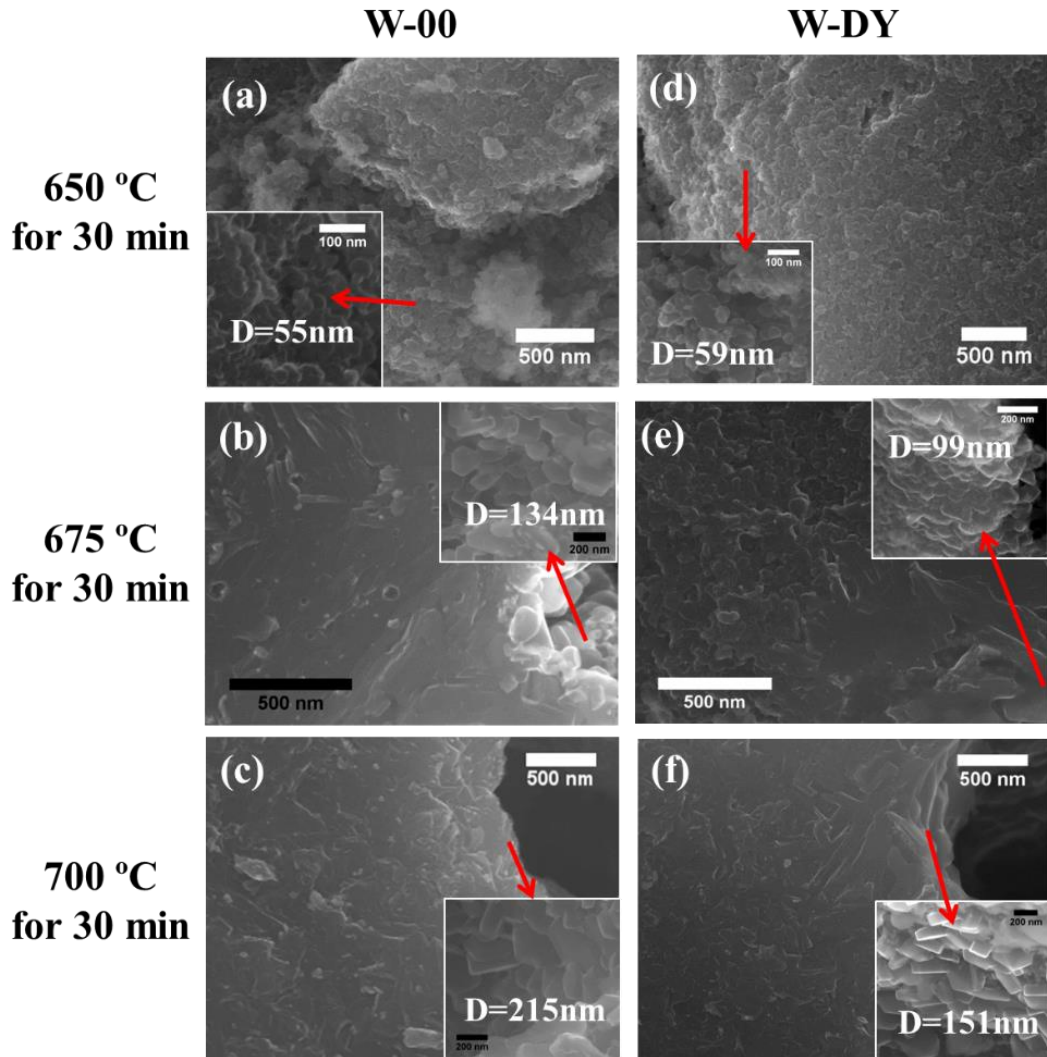 W-00
W-DY
650 ºC
for 30 min
(a)
100 nm
D=55nm
500 nm
(d)
100 nm
D=59nm
500 nm
675 ºC
for 30 min
(b)
D=134nm
200 nm
500 nm
(e)
200 nm
D=99nm
500 nm
700 ºC
for 30 min
(c)
500 nm
D=215nm
200 nm
(f)
500 nm
200 nm
D=151nm